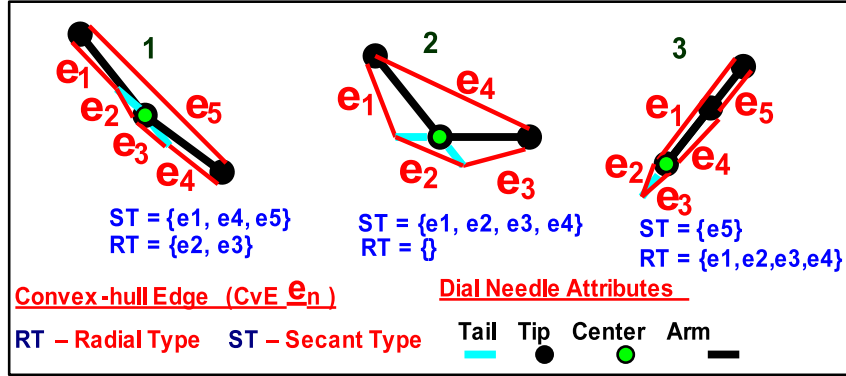 1
e1
e2
e3
e4
e5
ST = {e1, e4, e5}
RT = {e2, e3}
2
e1
e4
e2
e3
ST = {e1, e2, e3, e4}
RT = {}
3
e1
e5
e2
e4
e3
ST = {e5}
RT = {e1,e2,e3,e4}
Convex-hull Edge (CvE en )
RT – Radial Type ST – Secant Type
Dial Needle Attributes
Tail Tip Center Arm